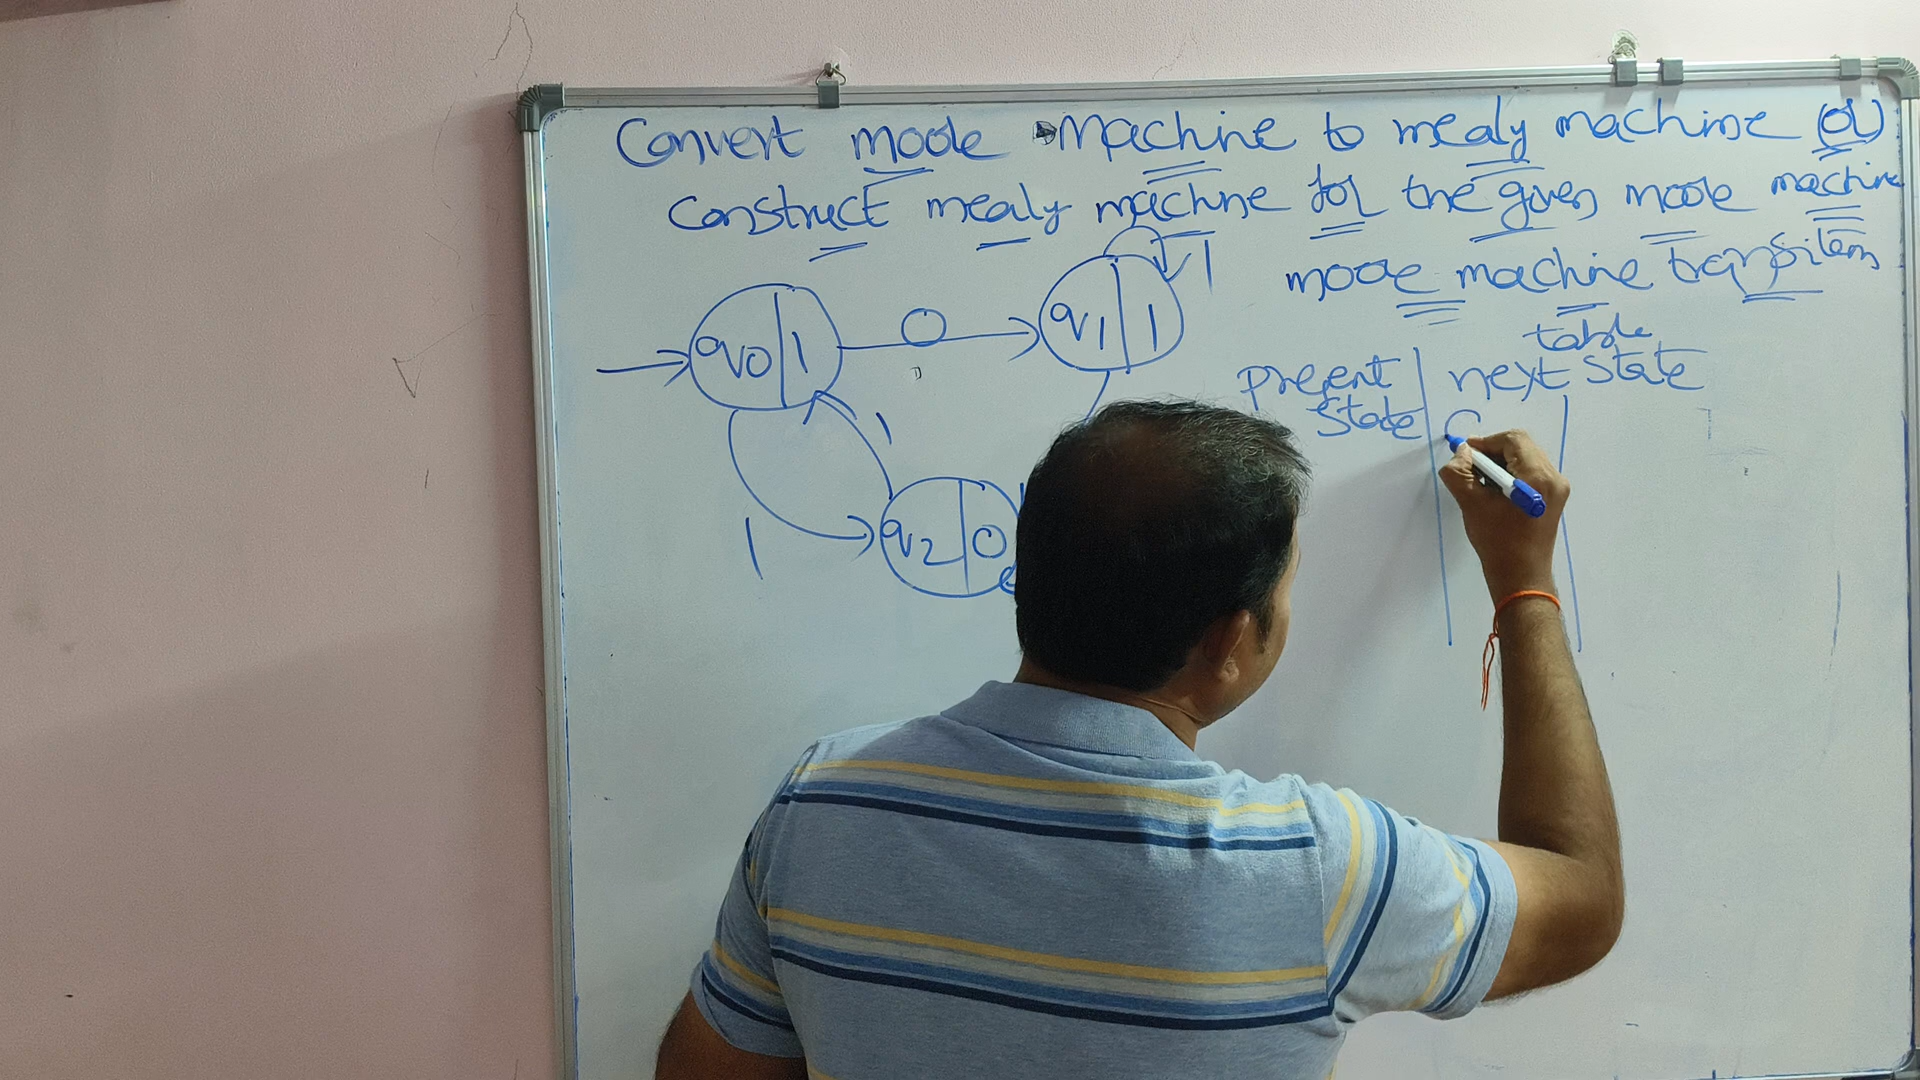 Convert moore machine to mealy machine (or)
construct mealy machine for the given moore machine
moore machine transition
table
present state | next state
q0 | 1
0
q1 | 1
1
1
1
q2 | 0